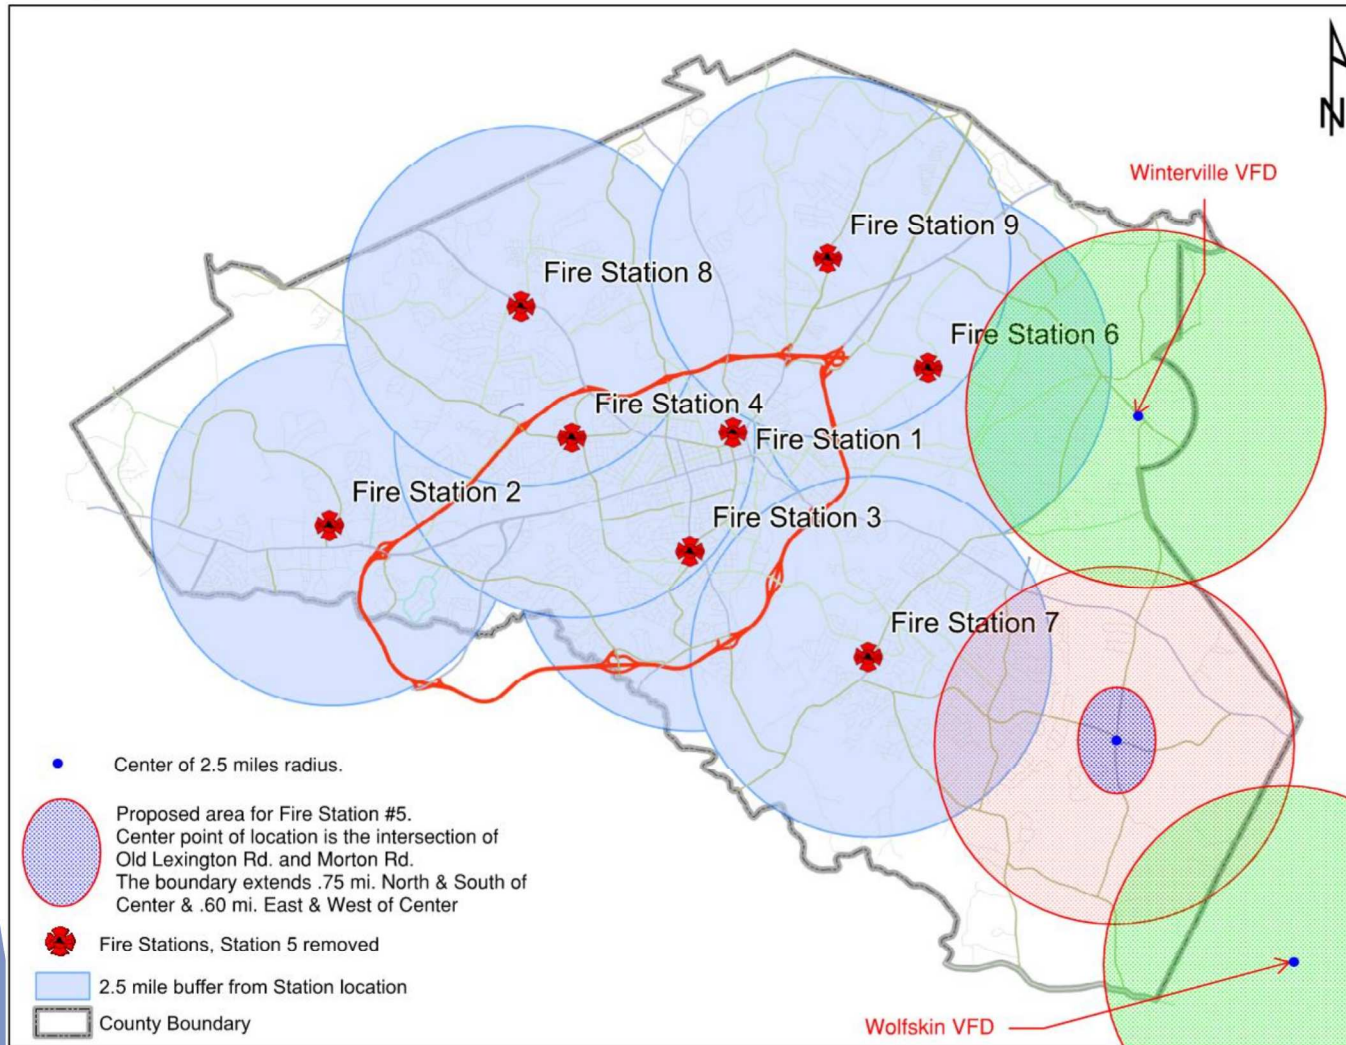 N
Winterville VFD
Fire Station 9
Fire Station 8
Fire Station 6
Fire Station 4
Fire Station 1
Fire Station 2
Fire Station 3
Fire Station 7
Center of 2.5 miles radius.
Proposed area for Fire Station #5.
Center point of location is the intersection of
Old Lexington Rd. and Morton Rd.
The boundary extends .75 mi. North & South of
Center & .60 mi. East & West of Center
Fire Stations, Station 5 removed
2.5 mile buffer from Station location
County Boundary
Wolfskin VFD